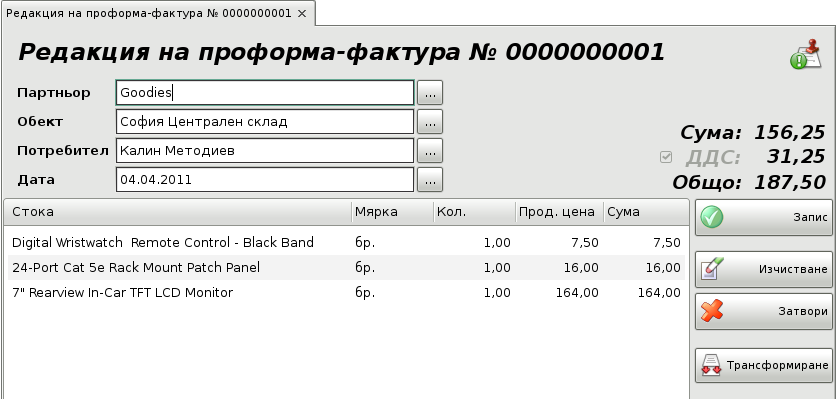 Редакция на проформа-фактура № 0000000001
Редакция на проформа-фактура № 0000000001
Партньор Goodies ...
Обект София Централен склад ...
Потребител Калин Методиев ...
Дата 04.04.2011 ...
Сума: 156,25
ДДС: 31,25
Общо: 187,50
Стока Мярка Кол. Прод. цена Сума
Digital Wristwatch  Remote Control - Black Band бр. 1,00 7,50 7,50
24-Port Cat 5e Rack Mount Patch Panel бр. 1,00 16,00 16,00
7" Rearview In-Car TFT LCD Monitor бр. 1,00 164,00 164,00
Запис
Изчистване
Затвори
Трансформиране